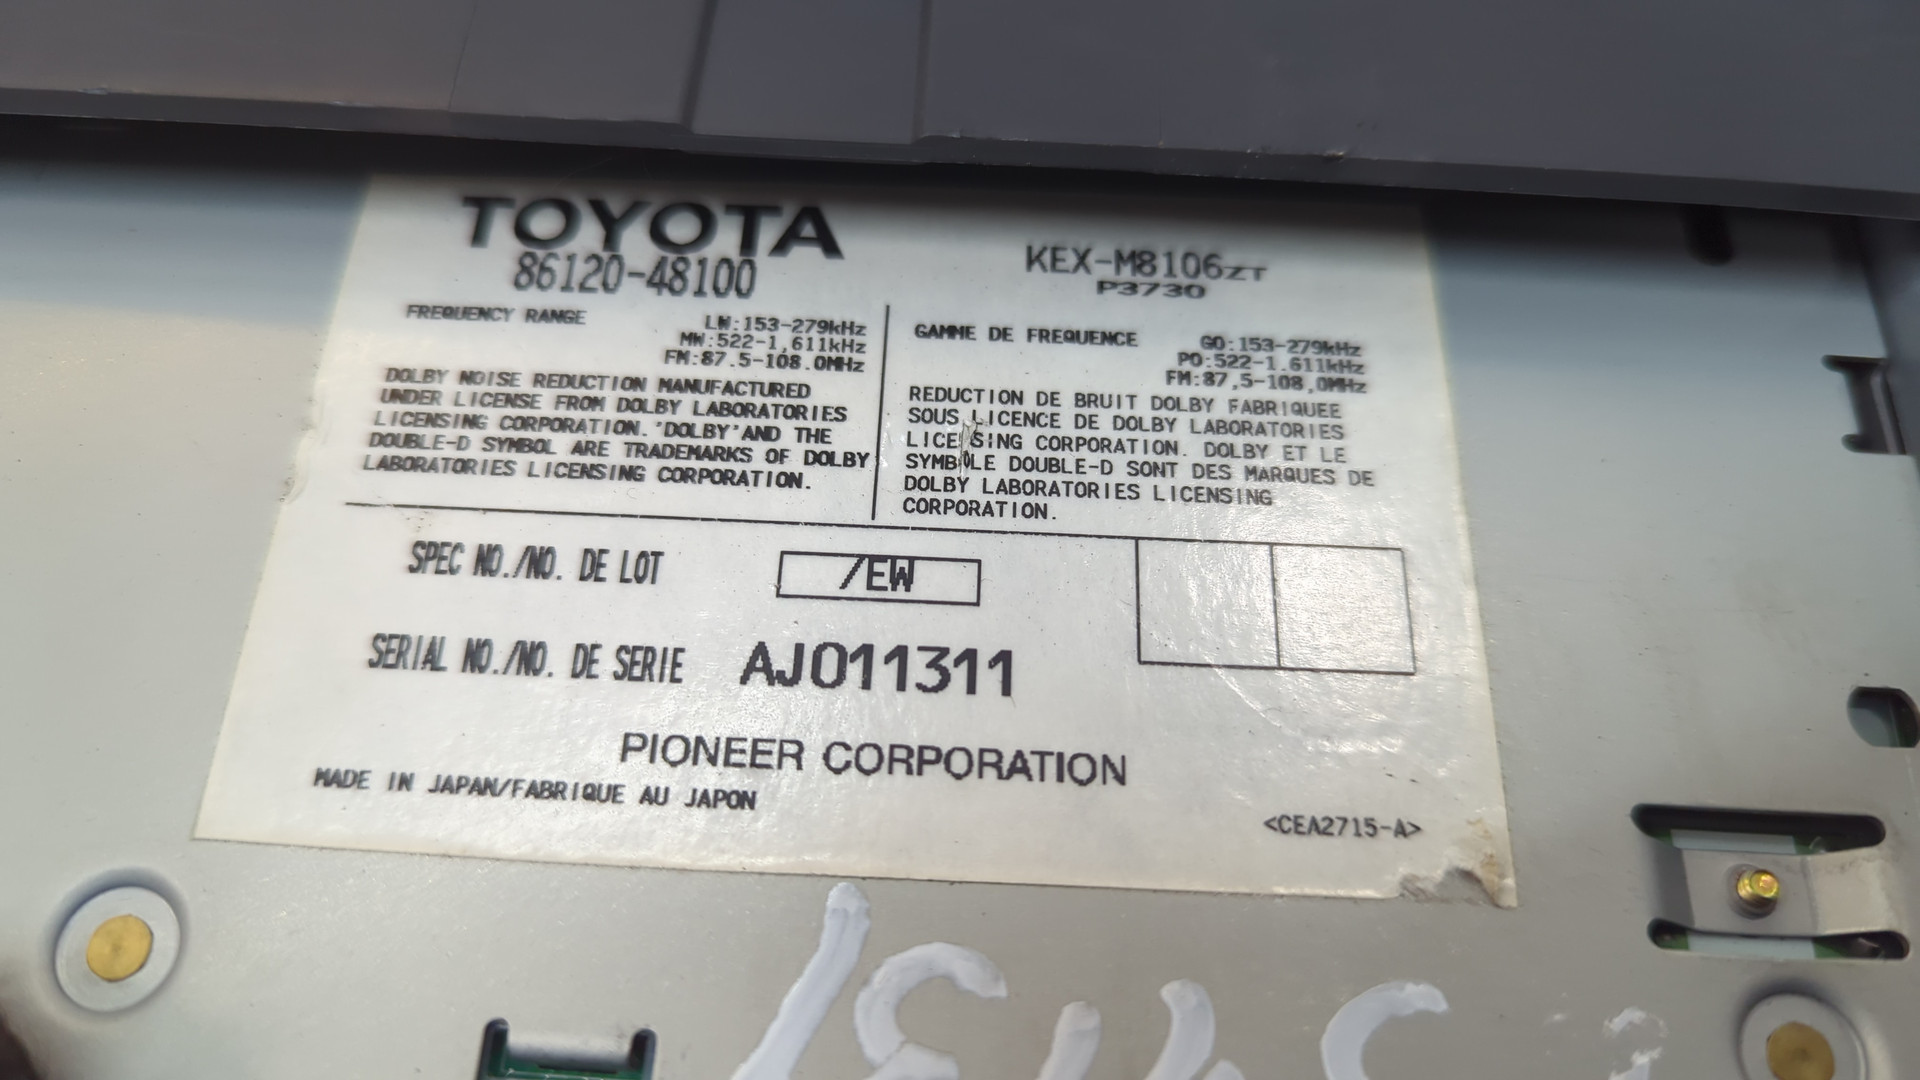 TOYOTA
86120-48100
KEX-M8106ZT
P3730
FREQUENCY RANGE
LW:153-279kHz
MW:522-1,611kHz
FM:87.5-108.0MHz
DOLBY NOISE REDUCTION MANUFACTURED
UNDER LICENSE FROM DOLBY LABORATORIES
LICENSING CORPORATION. 'DOLBY' AND THE
DOUBLE-D SYMBOL ARE TRADEMARKS OF DOLBY
LABORATORIES LICENSING CORPORATION.
GAMME DE FREQUENCE
GO:153-279kHz
PO:522-1.611kHz
FM:87,5-108,0MHz
REDUCTION DE BRUIT DOLBY FABRIQUEE
SOUS LICENCE DE DOLBY LABORATORIES
LICENSING CORPORATION. DOLBY ET LE
SYMBOLE DOUBLE-D SONT DES MARQUES DE
DOLBY LABORATORIES LICENSING
CORPORATION.
SPEC NO./NO. DE LOT
/EW
SERIAL NO./NO. DE SERIE AJ011311
PIONEER CORPORATION
MADE IN JAPAN/FABRIQUE AU JAPON
<CEA2715-A>